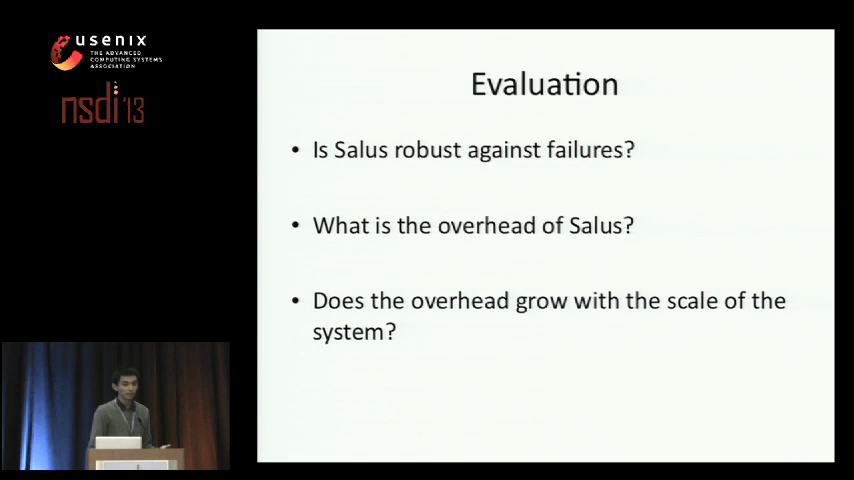 usenix
THE ADVANCED
COMPUTING SYSTEMS
ASSOCIATION
nsdi'13
Evaluation
• Is Salus robust against failures?
• What is the overhead of Salus?
• Does the overhead grow with the scale of the
system?